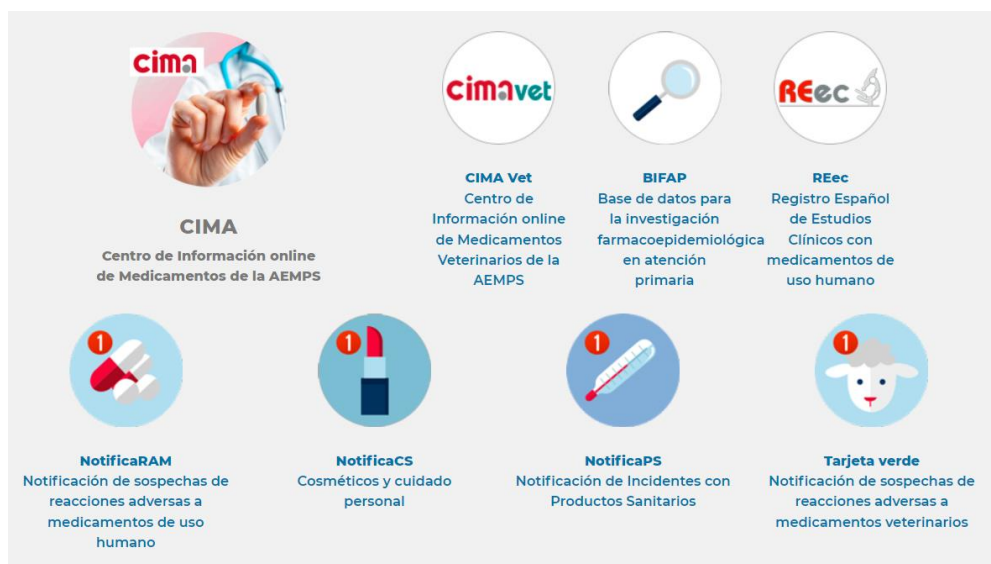 cima
CIMA
Centro de Información online
de Medicamentos de la AEMPS
cimavet
CIMA Vet
Centro de
Información online
de Medicamentos
Veterinarios de la
AEMPS
BIFAP
Base de datos para
la investigación
farmacoepidemiológica
en atención
primaria
REec
REec
Registro Español
de Estudios
Clínicos con
medicamentos de
uso humano
1
NotificaRAM
Notificación de sospechas de
reacciones adversas a
medicamentos de uso
humano
1
NotificaCS
Cosméticos y cuidado
personal
1
NotificaPS
Notificación de Incidentes con
Productos Sanitarios
1
Tarjeta verde
Notificación de sospechas de
reacciones adversas a
medicamentos veterinarios